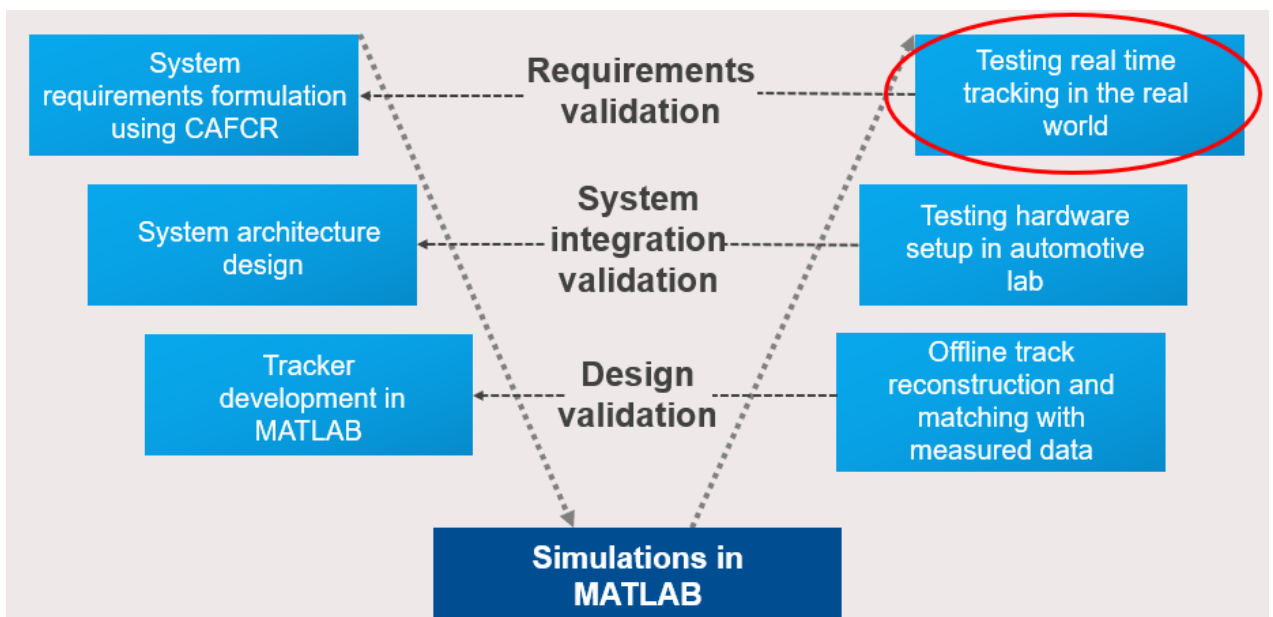 System
requirements formulation
using CAFCR
Requirements
validation
Testing real time
tracking in the real
world
System architecture
design
System
integration
validation
Testing hardware
setup in automotive
lab
Tracker
development in
MATLAB
Design
validation
Offline track
reconstruction and
matching with
measured data
Simulations in
MATLAB